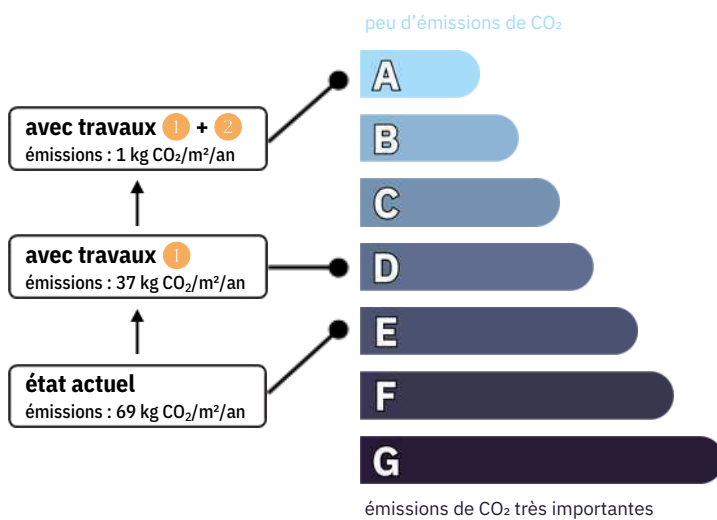 peu d'émissions de CO₂
A
avec travaux 1 + 2
émissions : 1 kg CO₂/m²/an
B
C
avec travaux 1
émissions : 37 kg CO₂/m²/an
D
E
état actuel
émissions : 69 kg CO₂/m²/an
F
G
émissions de CO₂ très importantes